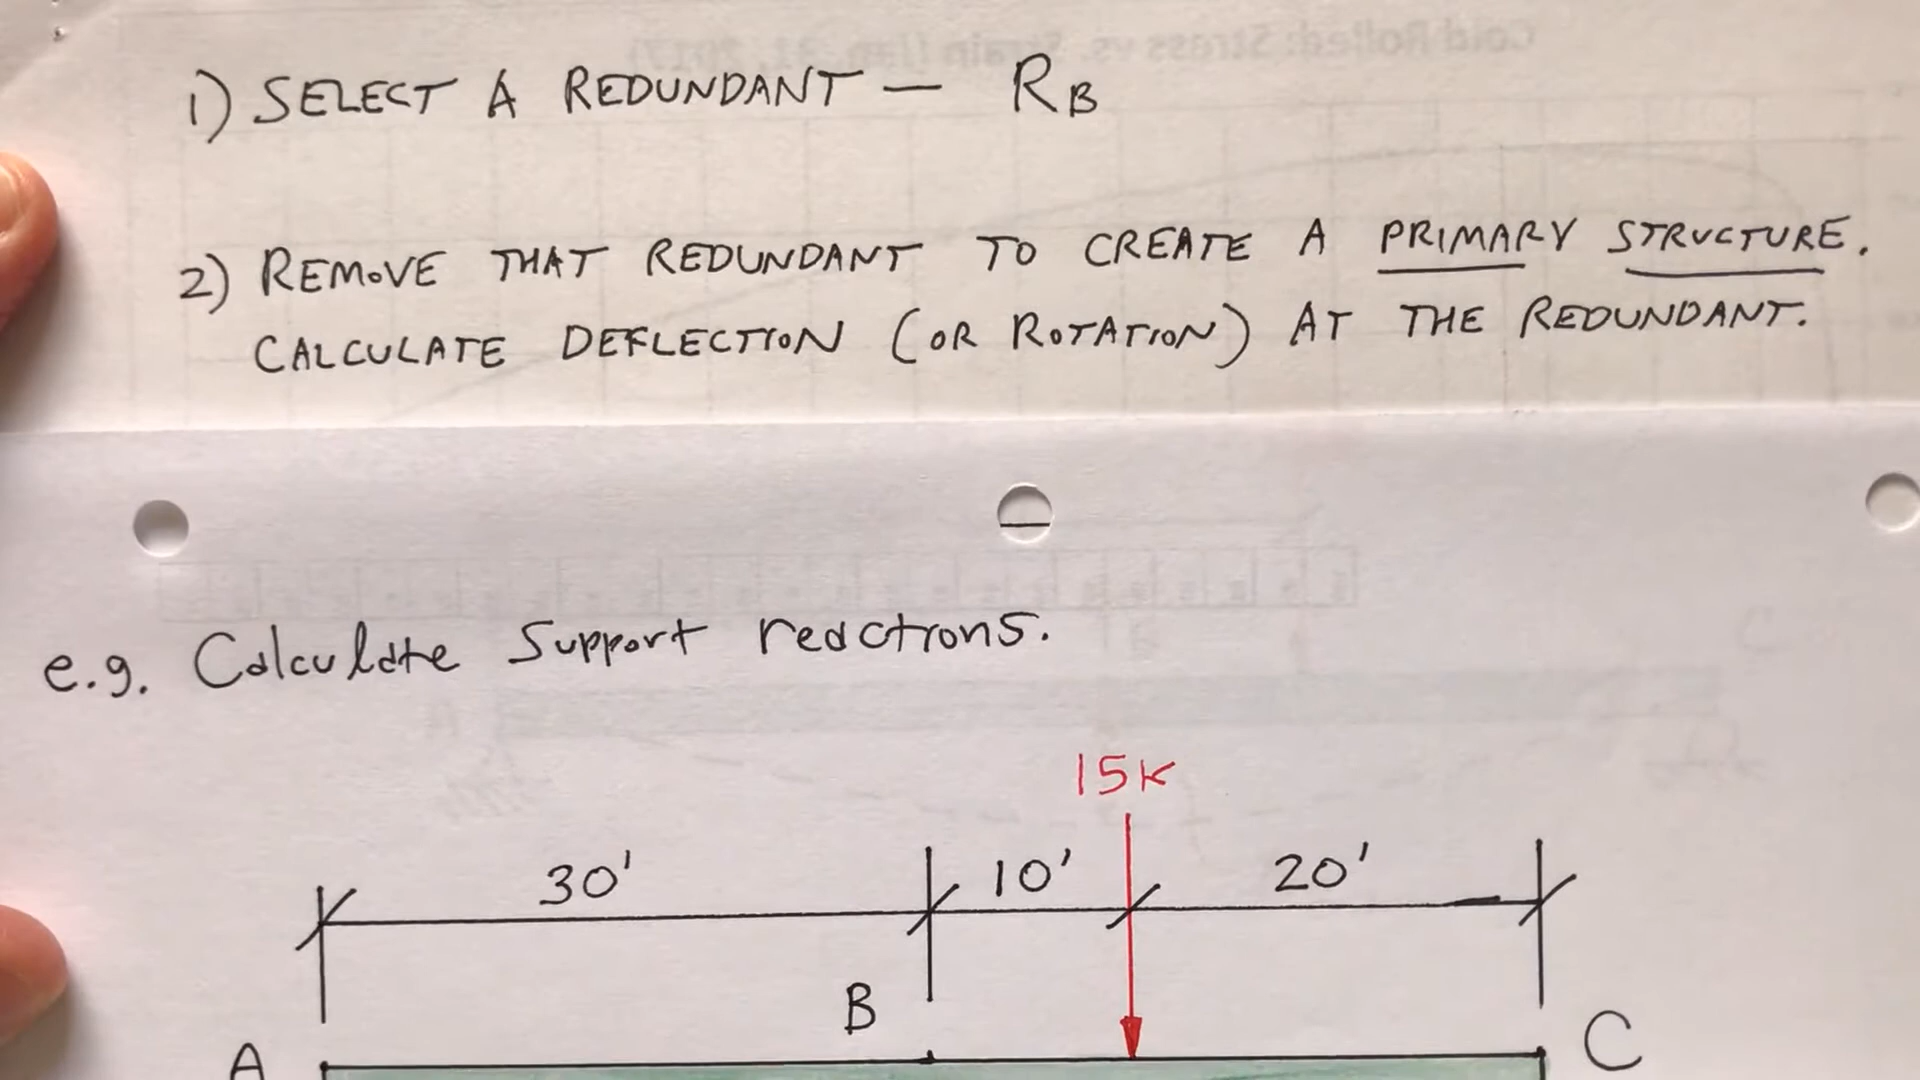 1) SELECT A REDUNDANT — RB
2) REMOVE THAT REDUNDANT TO CREATE A PRIMARY STRUCTURE.
CALCULATE DEFLECTION (OR ROTATION) AT THE REDUNDANT.
e.g. Calculate Support reactions.
15K
30' 10' 20'
B
A C